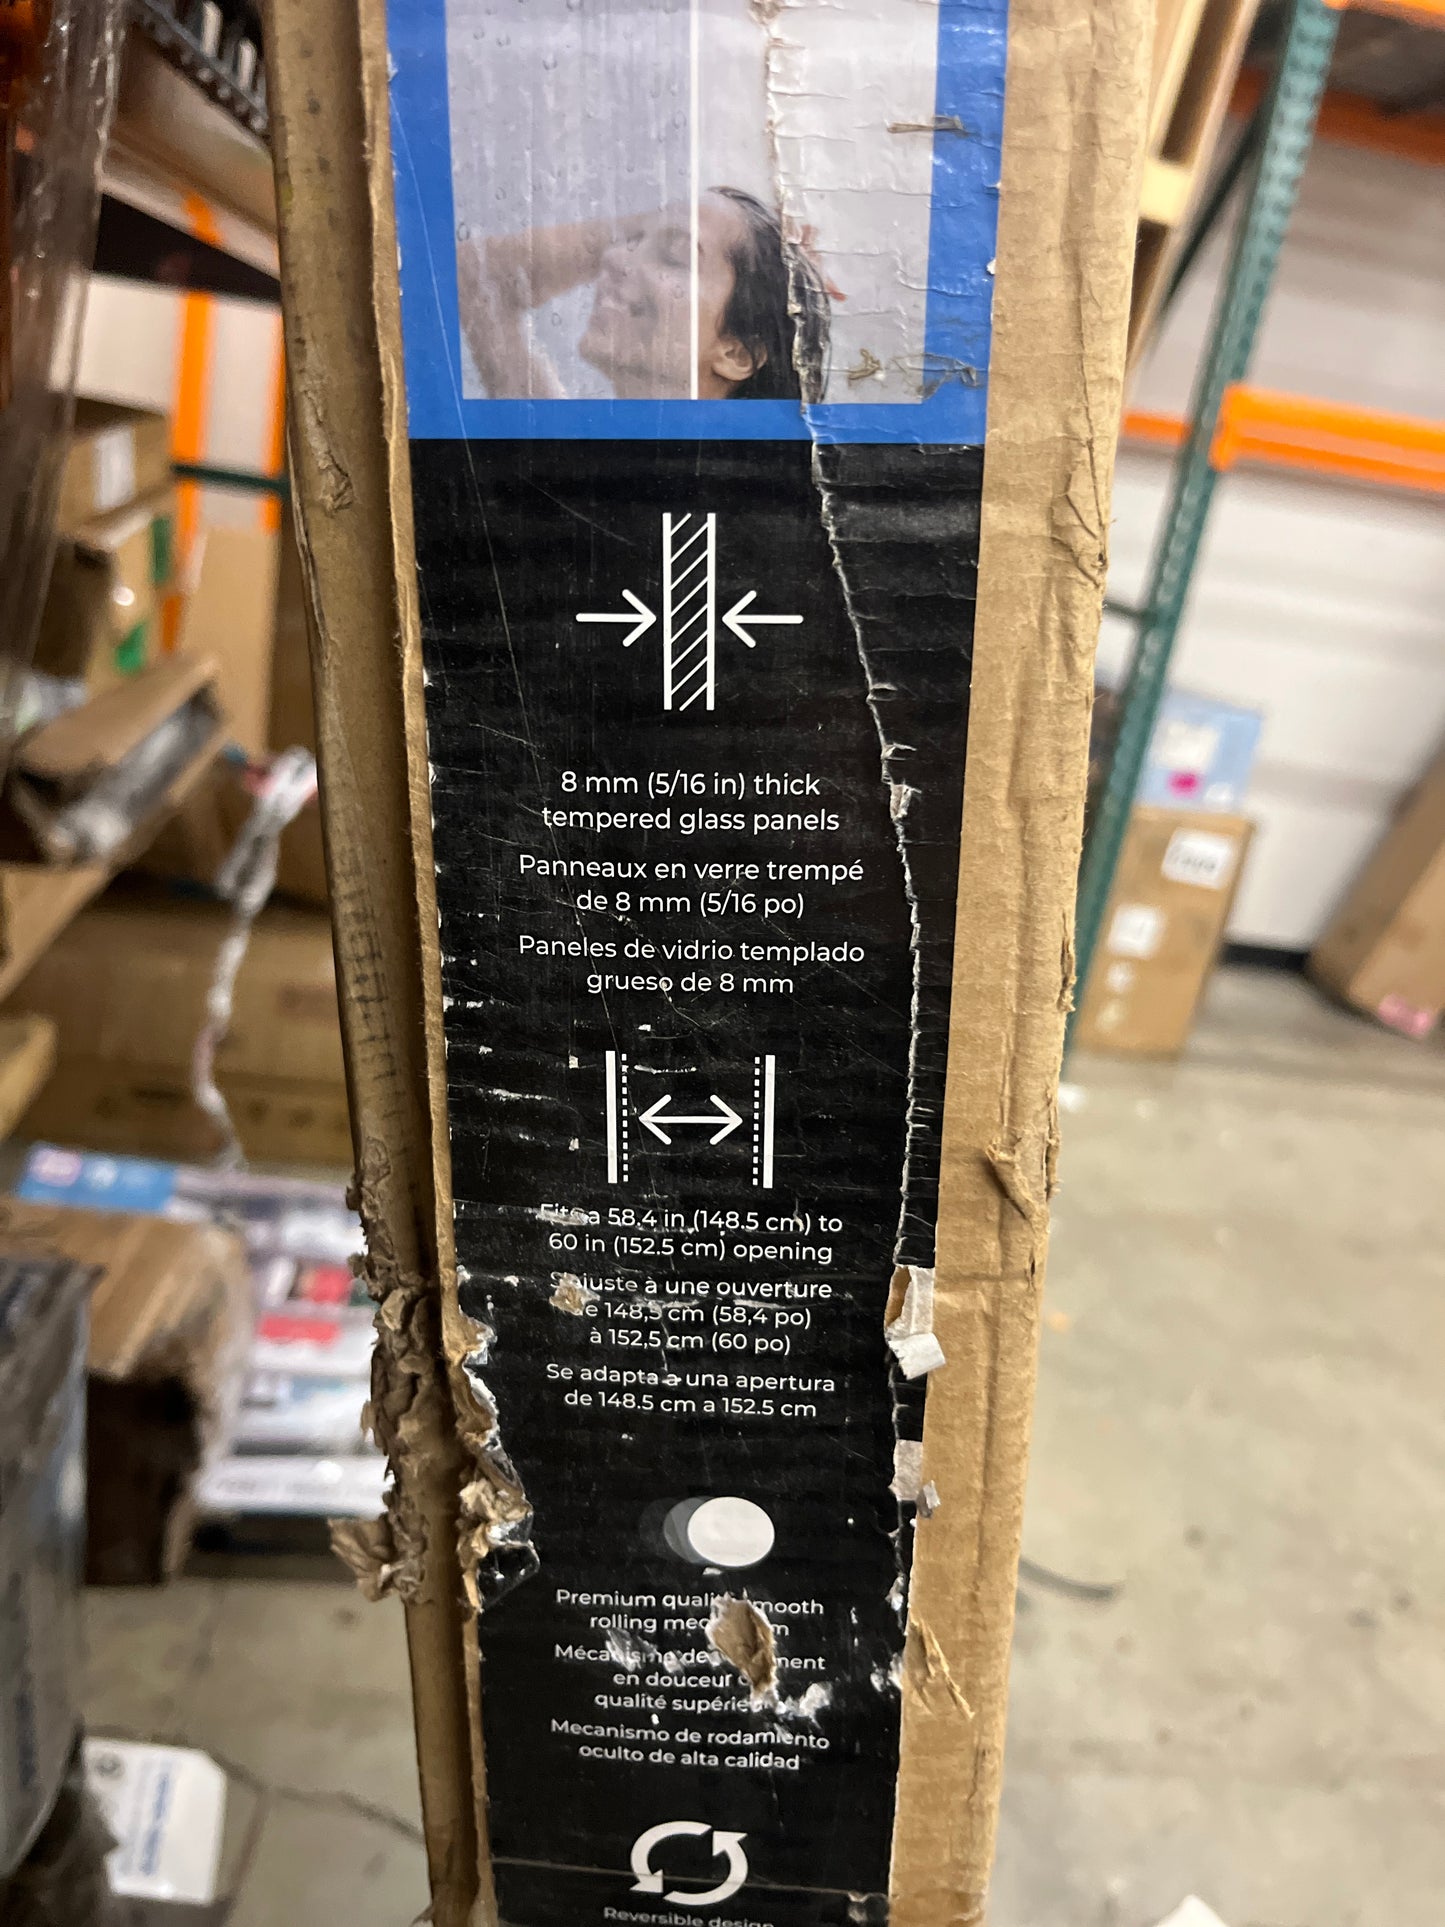 8 mm (5/16 in) thick
tempered glass panels
Panneaux en verre trempé
de 8 mm (5/16 po)
Paneles de vidrio templado
grueso de 8 mm
a 58.4 in (148.5 cm) to
60 in (152.5 cm) opening
à une ouverture
148,5 cm (58,4 po)
à 152,5 cm (60 po)
Se adapta a una apertura
de 148.5 cm a 152.5 cm
Premium
rolling
en douceur
qualité
Mecanismo de rodamiento
oculto de alta calidad
Reversible design